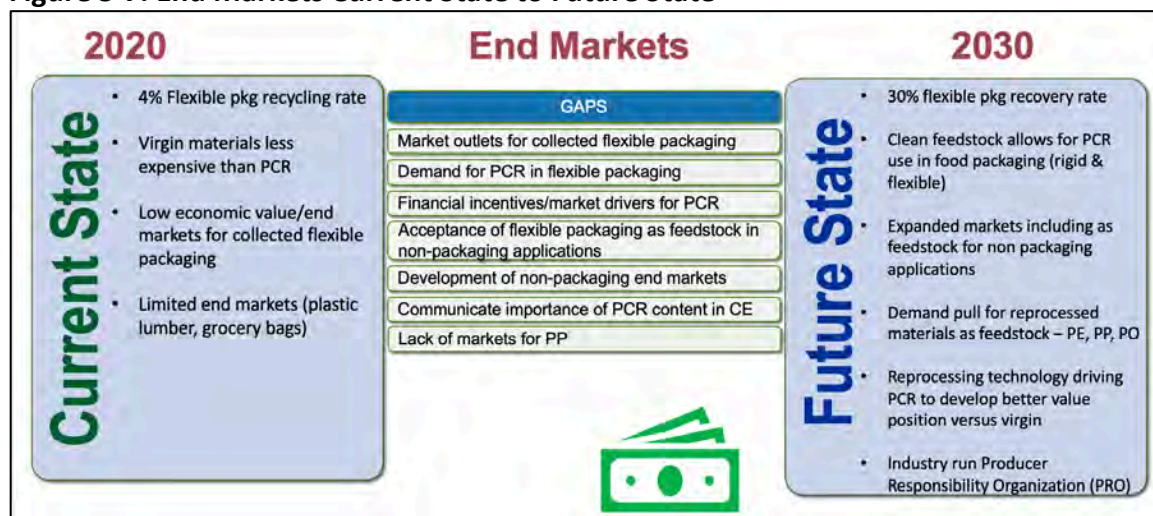 2020
End Markets
2030
Current State
• 4% Flexible pkg recycling rate
• Virgin materials less
expensive than PCR
• Low economic value/end
markets for collected flexible
packaging
• Limited end markets (plastic
lumber, grocery bags)
GAPS
Market outlets for collected flexible packaging
Demand for PCR in flexible packaging
Financial incentives/market drivers for PCR
Acceptance of flexible packaging as feedstock in
non-packaging applications
Development of non-packaging end markets
Communicate importance of PCR content in CE
Lack of markets for PP
Future State
• 30% flexible pkg recovery rate
• Clean feedstock allows for PCR
use in food packaging (rigid &
flexible)
• Expanded markets including as
feedstock for non packaging
applications
• Demand pull for reprocessed
materials as feedstock – PE, PP, PO
• Reprocessing technology driving
PCR to develop better value
position versus virgin
• Industry run Producer
Responsibility Organization (PRO)